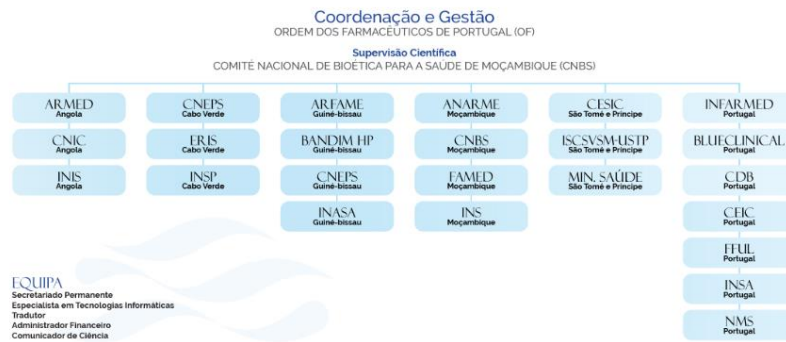 Coordenação e Gestão
ORDEM DOS FARMACÊUTICOS DE PORTUGAL (OF)
Supervisão Científica
COMITÉ NACIONAL DE BIOÉTICA PARA A SAÚDE DE MOÇAMBIQUE (CNBS)
ARMED
Angola
CNIC
Angola
INIS
Angola
CNEPS
Cabo Verde
ERIS
Cabo Verde
INSP
Cabo Verde
ARFAME
Guiné-bissau
BANDIM HP
Guiné-bissau
CNEPS
Guiné-bissau
INASA
Guiné-bissau
ANARME
Moçambique
CNBS
Moçambique
FAMED
Moçambique
INS
Moçambique
CESIC
São Tomé e Príncipe
ISCSVSM-USTP
São Tomé e Príncipe
MIN. SAÚDE
São Tomé e Príncipe
INFARMED
Portugal
BLUECLINICAL
Portugal
CDB
Portugal
CEIC
Portugal
FFUL
Portugal
INSA
Portugal
NMS
Portugal
EQUIPA
Secretariado Permanente
Especialista em Tecnologias Informáticas
Tradutor
Administrador Financeiro
Comunicador de Ciência